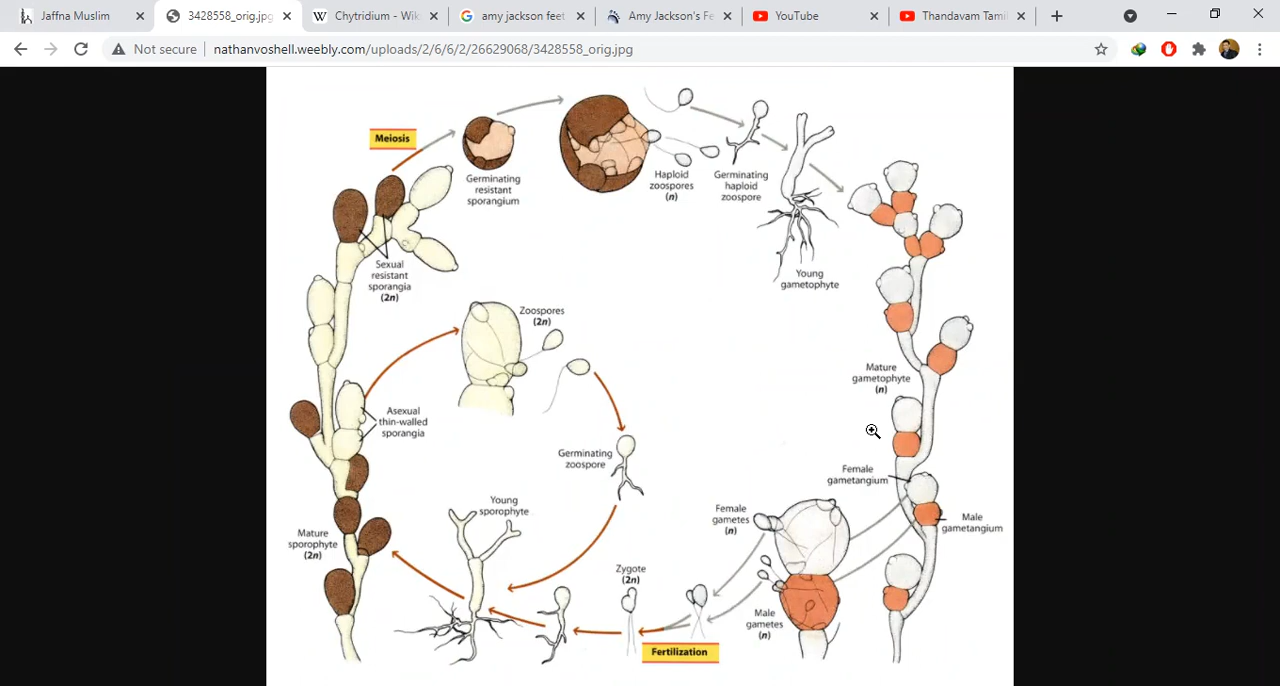 Jaffna Muslim
3428558_orig.jpg
Chytridium - Wik
amy jackson feet
Amy Jackson's Fe
YouTube
Thandavam Tamil
Not secure
nathanvoshell.weebly.com/uploads/2/6/6/2/26629068/3428558_orig.jpg
Meiosis
Germinating
resistant
sporangium
Haploid
zoospores
(n)
Germinating
haploid
zoospore
Young
gametophyte
Sexual
resistant
sporangia
(2n)
Zoospores
(2n)
Mature
gametophyte
(n)
Asexual
thin-walled
sporangia
Germinating
zoospore
Female
gametangium
Male
gametangium
Young
sporophyte
Female
gametes
(n)
Mature
sporophyte
(2n)
Zygote
(2n)
Male
gametes
(n)
Fertilization